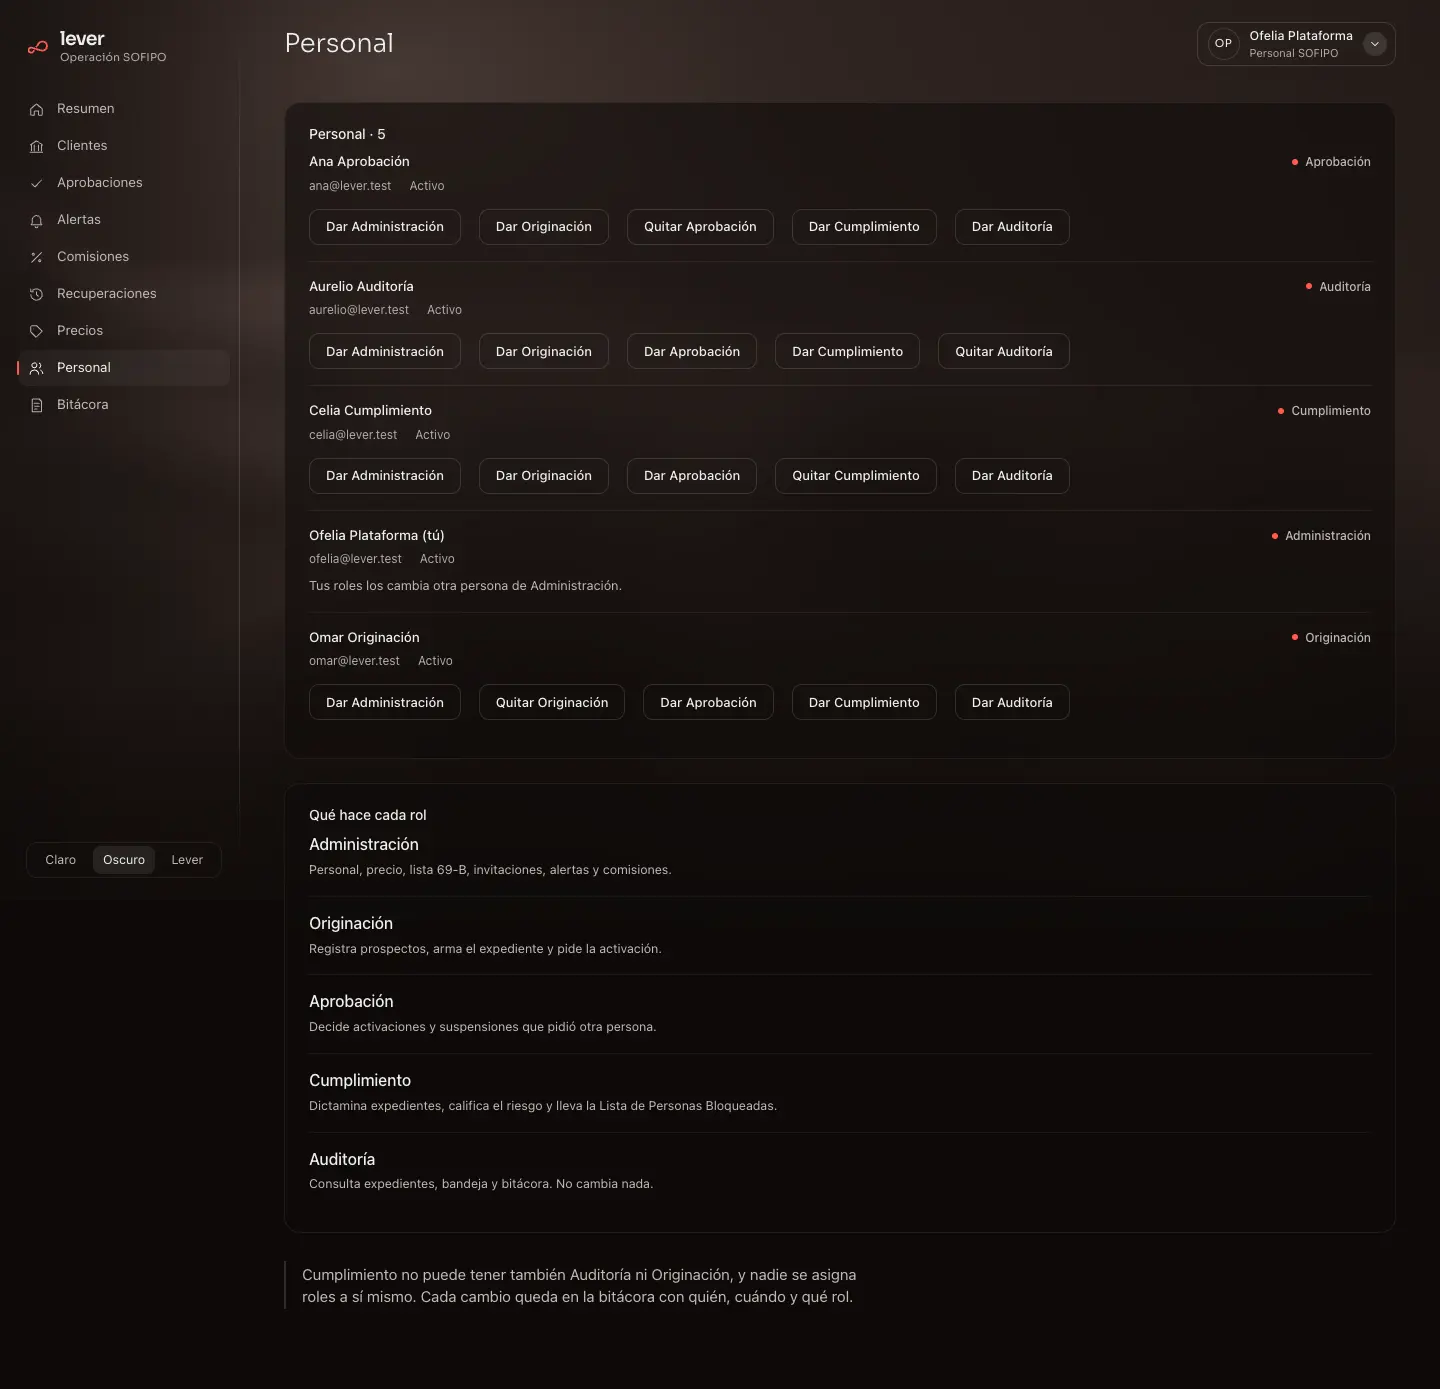 lever
Operación SOFIPO
Resumen
Clientes
Aprobaciones
Alertas
Comisiones
Recuperaciones
Precios
Personal
Bitácora
Claro Oscuro Lever
Personal
OP
Ofelia Plataforma
Personal SOFIPO
Personal · 5
Ana Aprobación
Aprobación
ana@lever.test Activo
Dar Administración Dar Originación Quitar Aprobación Dar Cumplimiento Dar Auditoría
Aurelio Auditoría
Auditoría
aurelio@lever.test Activo
Dar Administración Dar Originación Dar Aprobación Dar Cumplimiento Quitar Auditoría
Celia Cumplimiento
Cumplimiento
celia@lever.test Activo
Dar Administración Dar Originación Dar Aprobación Quitar Cumplimiento Dar Auditoría
Ofelia Plataforma (tú)
Administración
ofelia@lever.test Activo
Tus roles los cambia otra persona de Administración.
Omar Originación
Originación
omar@lever.test Activo
Dar Administración Quitar Originación Dar Aprobación Dar Cumplimiento Dar Auditoría
Qué hace cada rol
Administración
Personal, precio, lista 69-B, invitaciones, alertas y comisiones.
Originación
Registra prospectos, arma el expediente y pide la activación.
Aprobación
Decide activaciones y suspensiones que pidió otra persona.
Cumplimiento
Dictamina expedientes, califica el riesgo y lleva la Lista de Personas Bloqueadas.
Auditoría
Consulta expedientes, bandeja y bitácora. No cambia nada.
Cumplimiento no puede tener también Auditoría ni Originación, y nadie se asigna
roles a sí mismo. Cada cambio queda en la bitácora con quién, cuándo y qué rol.